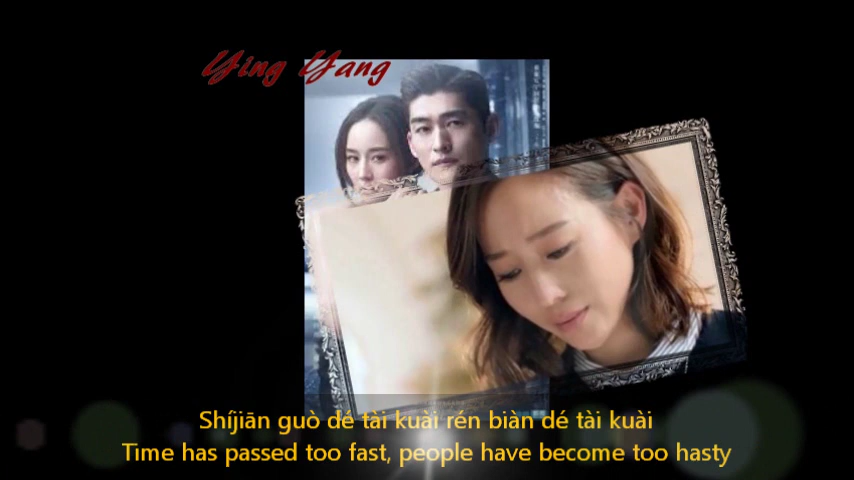 Ying Yang
Shíjiān guò dé tài kuài rén biàn dé tài kuài
Time has passed too fast, people have become too hasty